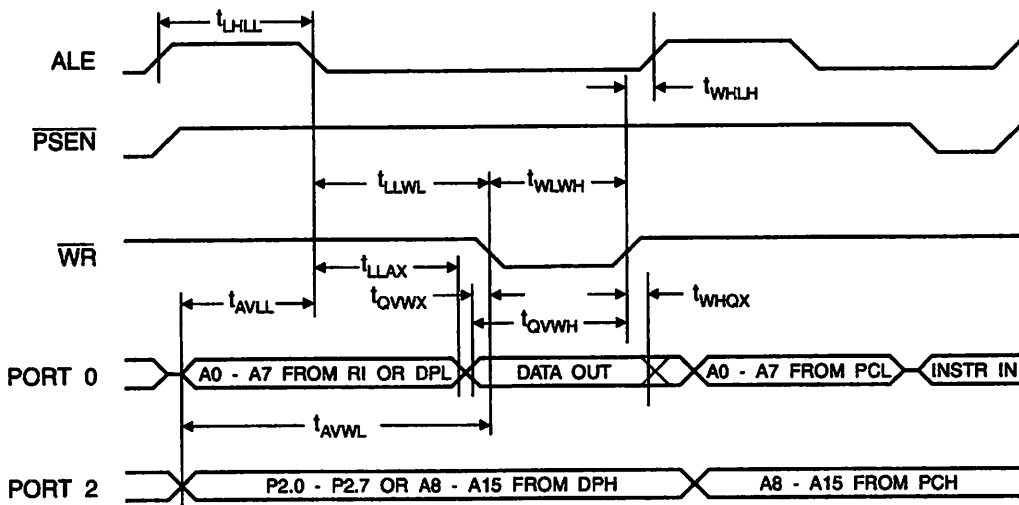 tLHLL
ALE
tWHLH
PSEN
tLLWL
tWLWH
WR
tLLAX
tQVWX
tWHQX
tAVLL
tQVWH
PORT 0
A0 - A7 FROM RI OR DPL
DATA OUT
A0 - A7 FROM PCL
INSTR IN
tAVWL
PORT 2
P2.0 - P2.7 OR A8 - A15 FROM DPH
A8 - A15 FROM PCH